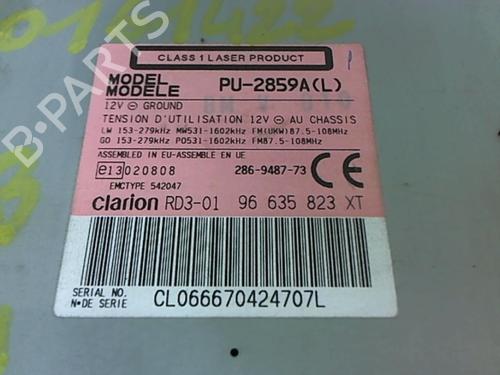 CLASS 1 LASER PRODUCT
MODEL
MODELE
PU-2859A(L)
12V ⊖ GROUND
TENSION D'UTILISATION 12V ⊖ AU CHASSIS
LW 153-279kHz MW531-1602kHz FM(UKW)87.5-108MHz
GO 153-279kHz PO531-1602kHz FM87.5-108MHz
ASSEMBLED IN EU-ASSEMBLE EN UE
e13 020808 286-9487-73 CE
EMCTYPE 542047
CLARION RD3-01 96 635 823 XT
SERIAL NO.
N° DE SERIE
CL066670424707L
B-PARTS